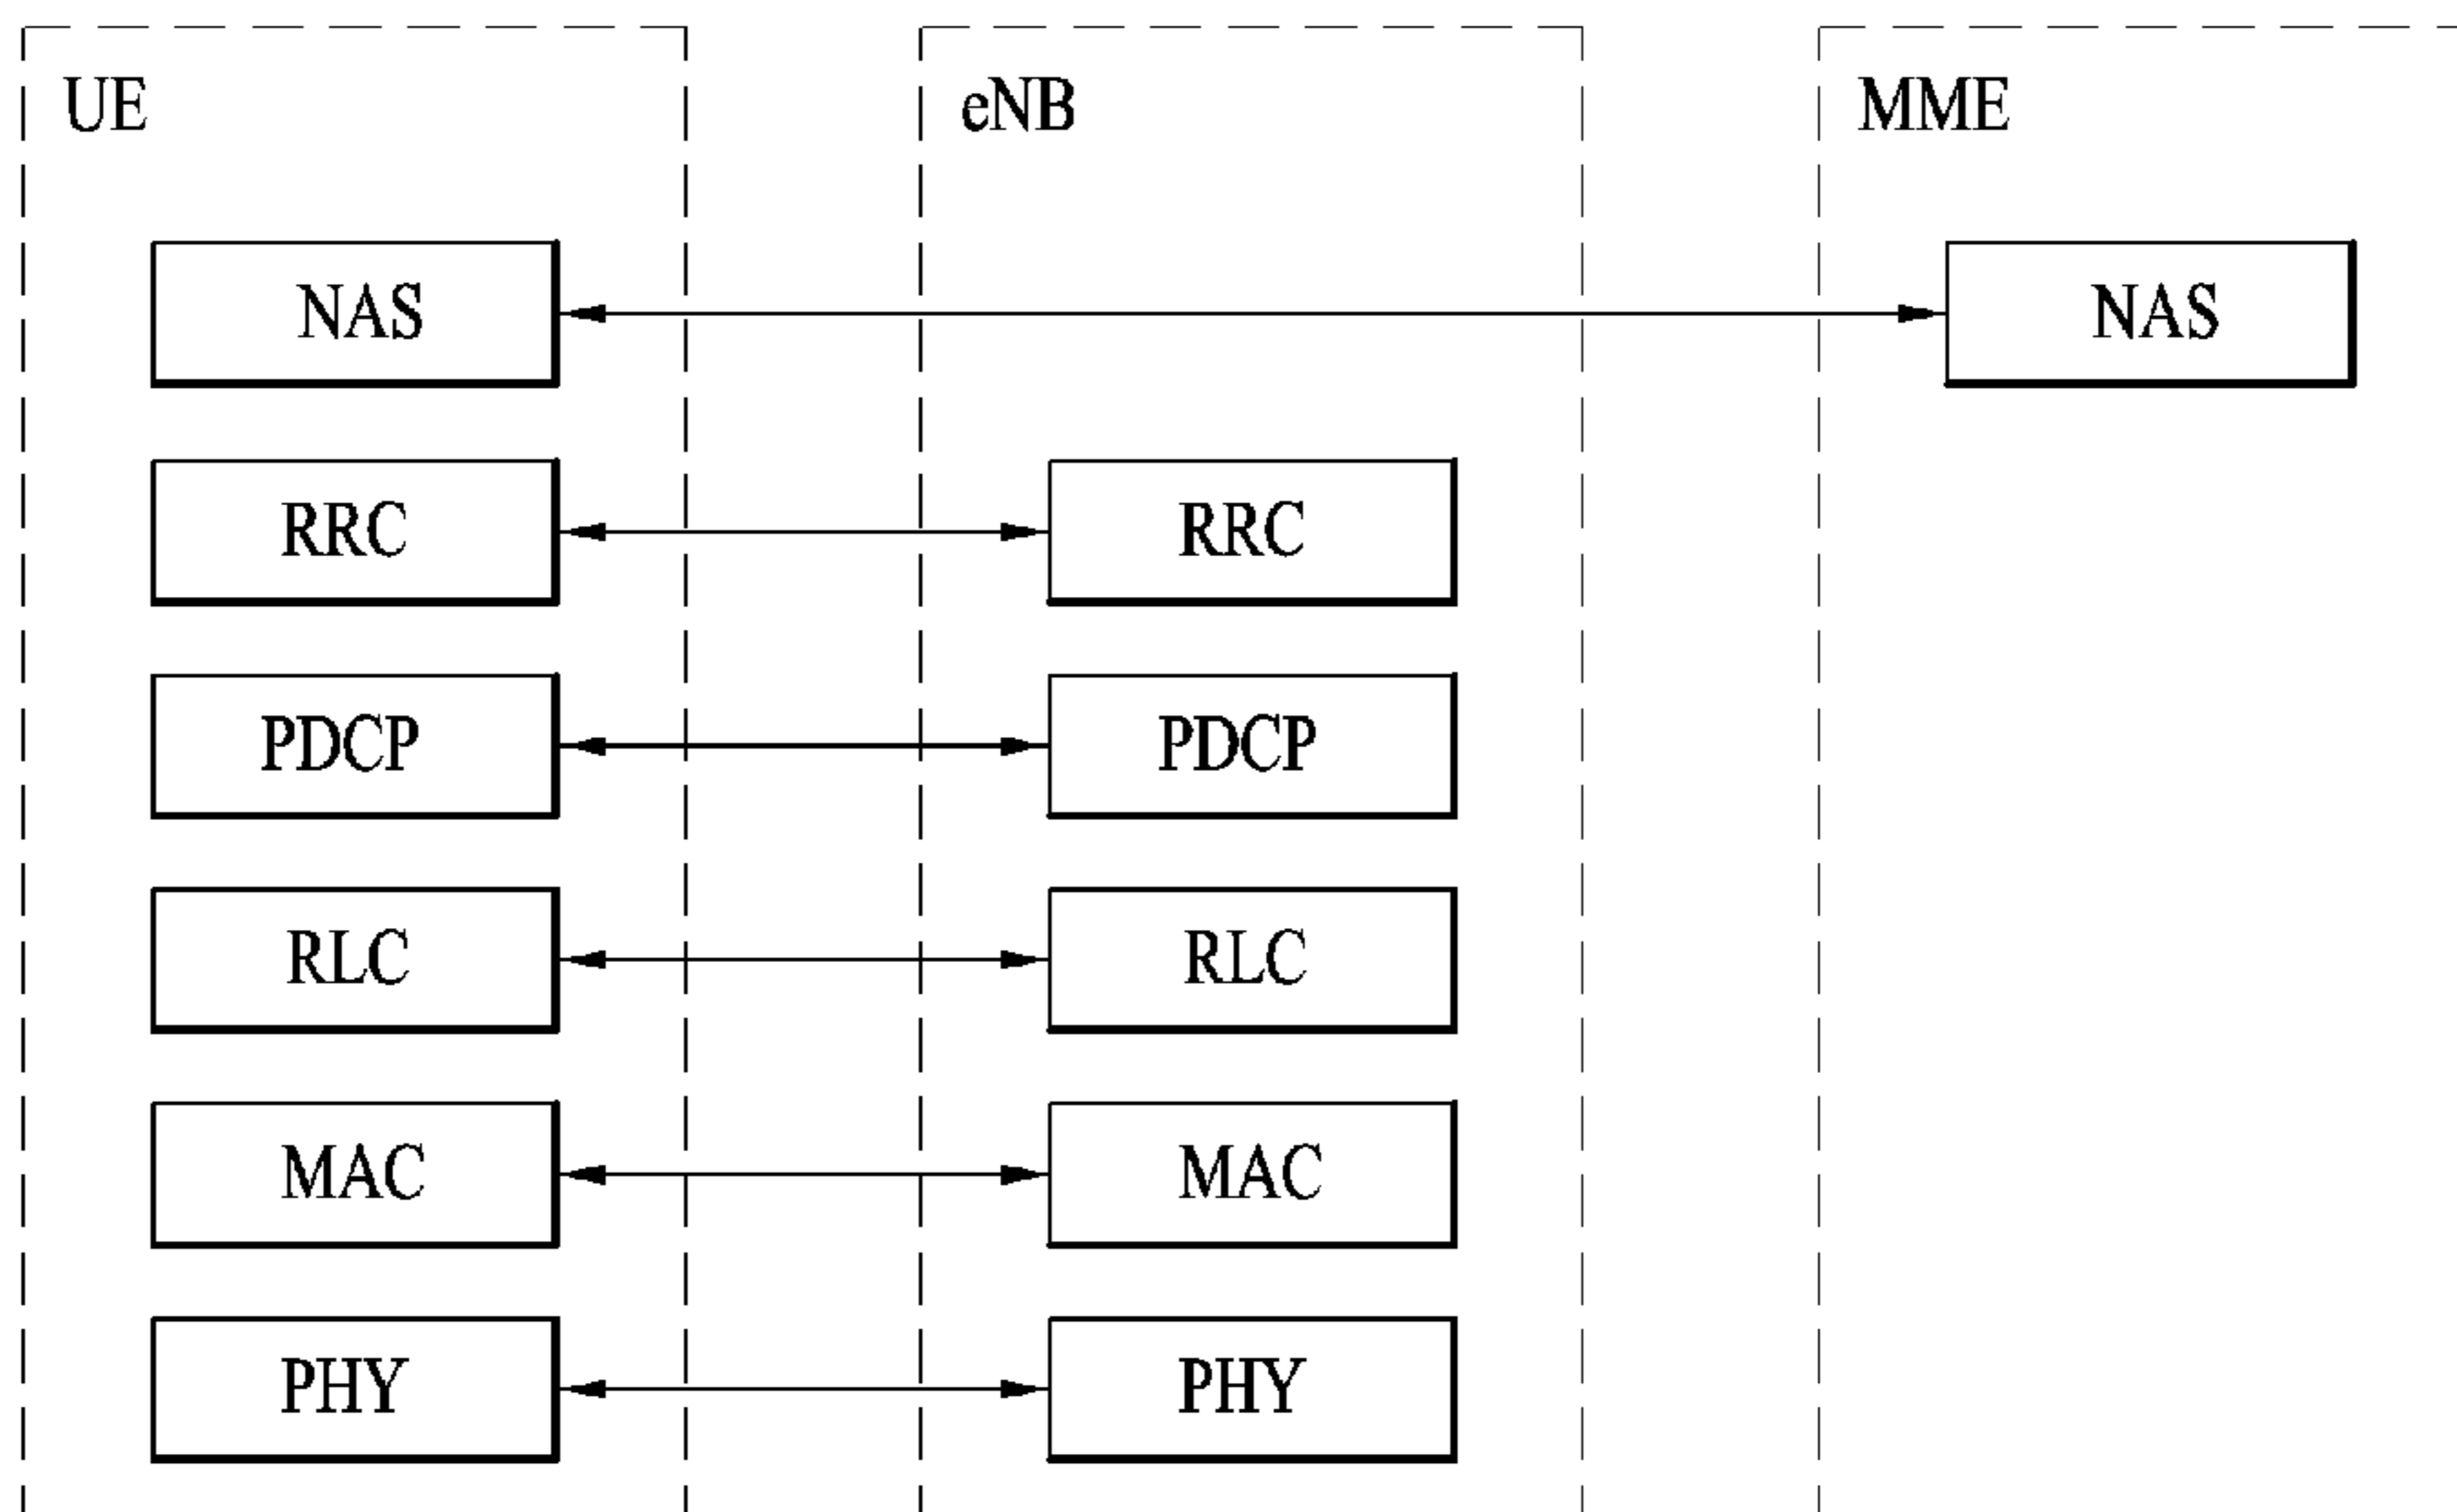 UE eNB MME
NAS NAS
RRC RRC
PDCP PDCP
RLC RLC
MAC MAC
PHY PHY